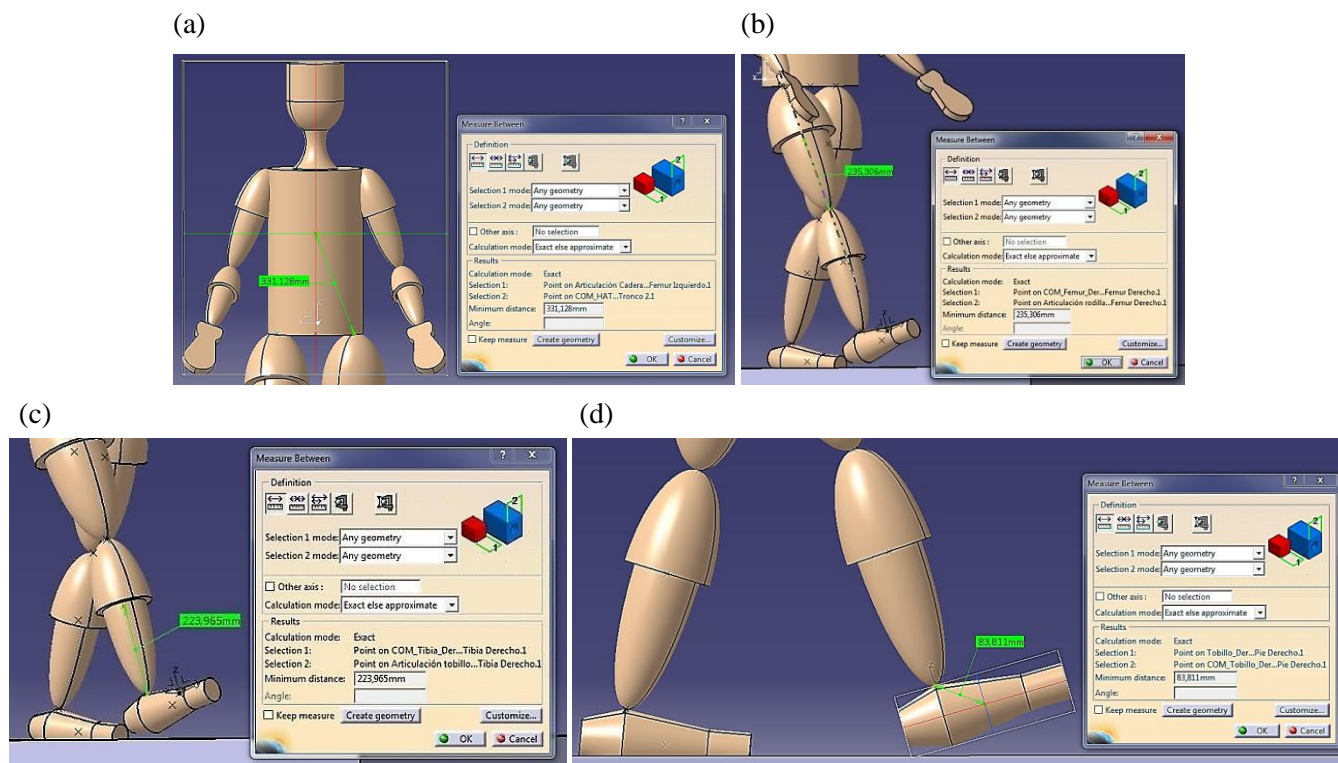 (a)
331,128mm
Measure Between
? X
Definition
Selection 1 mode: Any geometry
Selection 2 mode: Any geometry
Other axis : No selection
Calculation mode: Exact else approximate
Results
Calculation mode: Exact
Selection 1: Point on Articulación Cadera...Femur Izquierdo.1
Selection 2: Point on COM_HAT...Tronco 2.1
Minimum distance: 331,128mm
Angle:
Keep measure Create geometry Customize...
OK Cancel
(b)
235,306mm
Measure Between
? X
Definition
Selection 1 mode: Any geometry
Selection 2 mode: Any geometry
Other axis : No selection
Calculation mode: Exact else approximate
Results
Calculation mode: Exact
Selection 1: Point on COM_Femur_Der...Femur Derecho.1
Selection 2: Point on Articulación rodilla...Femur Derecho.1
Minimum distance: 235,306mm
Angle:
Keep measure Create geometry Customize...
OK Cancel
(c)
223,965mm
Measure Between
? X
Definition
Selection 1 mode: Any geometry
Selection 2 mode: Any geometry
Other axis : No selection
Calculation mode: Exact else approximate
Results
Calculation mode: Exact
Selection 1: Point on COM_Tibia_Der...Tibia Derecho.1
Selection 2: Point on Articulación tobillo...Tibia Derecho.1
Minimum distance: 223,965mm
Angle:
Keep measure Create geometry Customize...
OK Cancel
(d)
83,811mm
Measure Between
? X
Definition
Selection 1 mode: Any geometry
Selection 2 mode: Any geometry
Other axis : No selection
Calculation mode: Exact else approximate
Results
Calculation mode: Exact
Selection 1: Point on Tobillo_Der...Pie Derecho.1
Selection 2: Point on COM_Tobillo_Der...Pie Derecho.1
Minimum distance: 83,811mm
Angle:
Keep measure Create geometry Customize...
OK Cancel